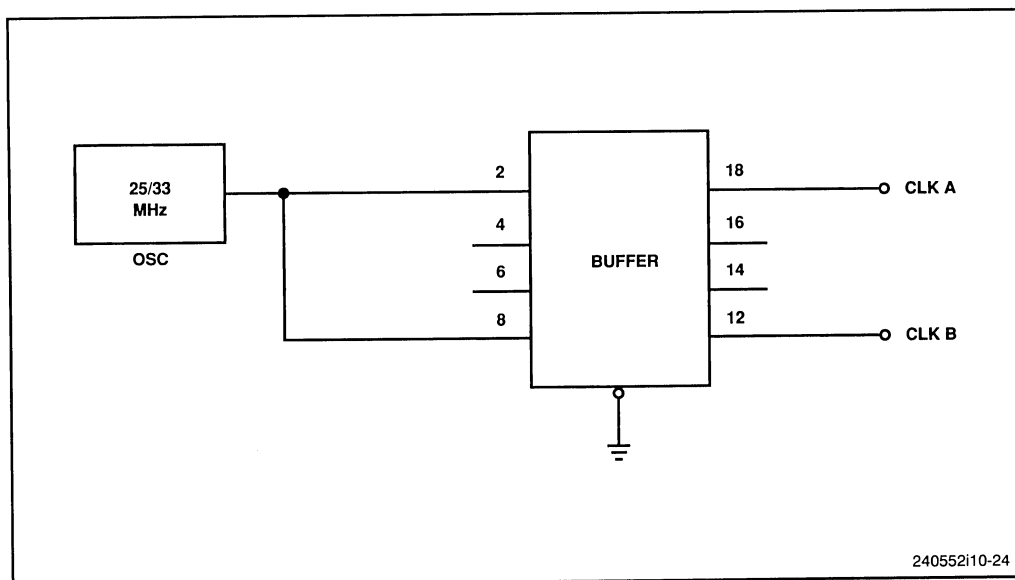 25/33
MHz
OSC
2
4
6
8
BUFFER
18
16
14
12
CLK A
CLK B
240552i10-24